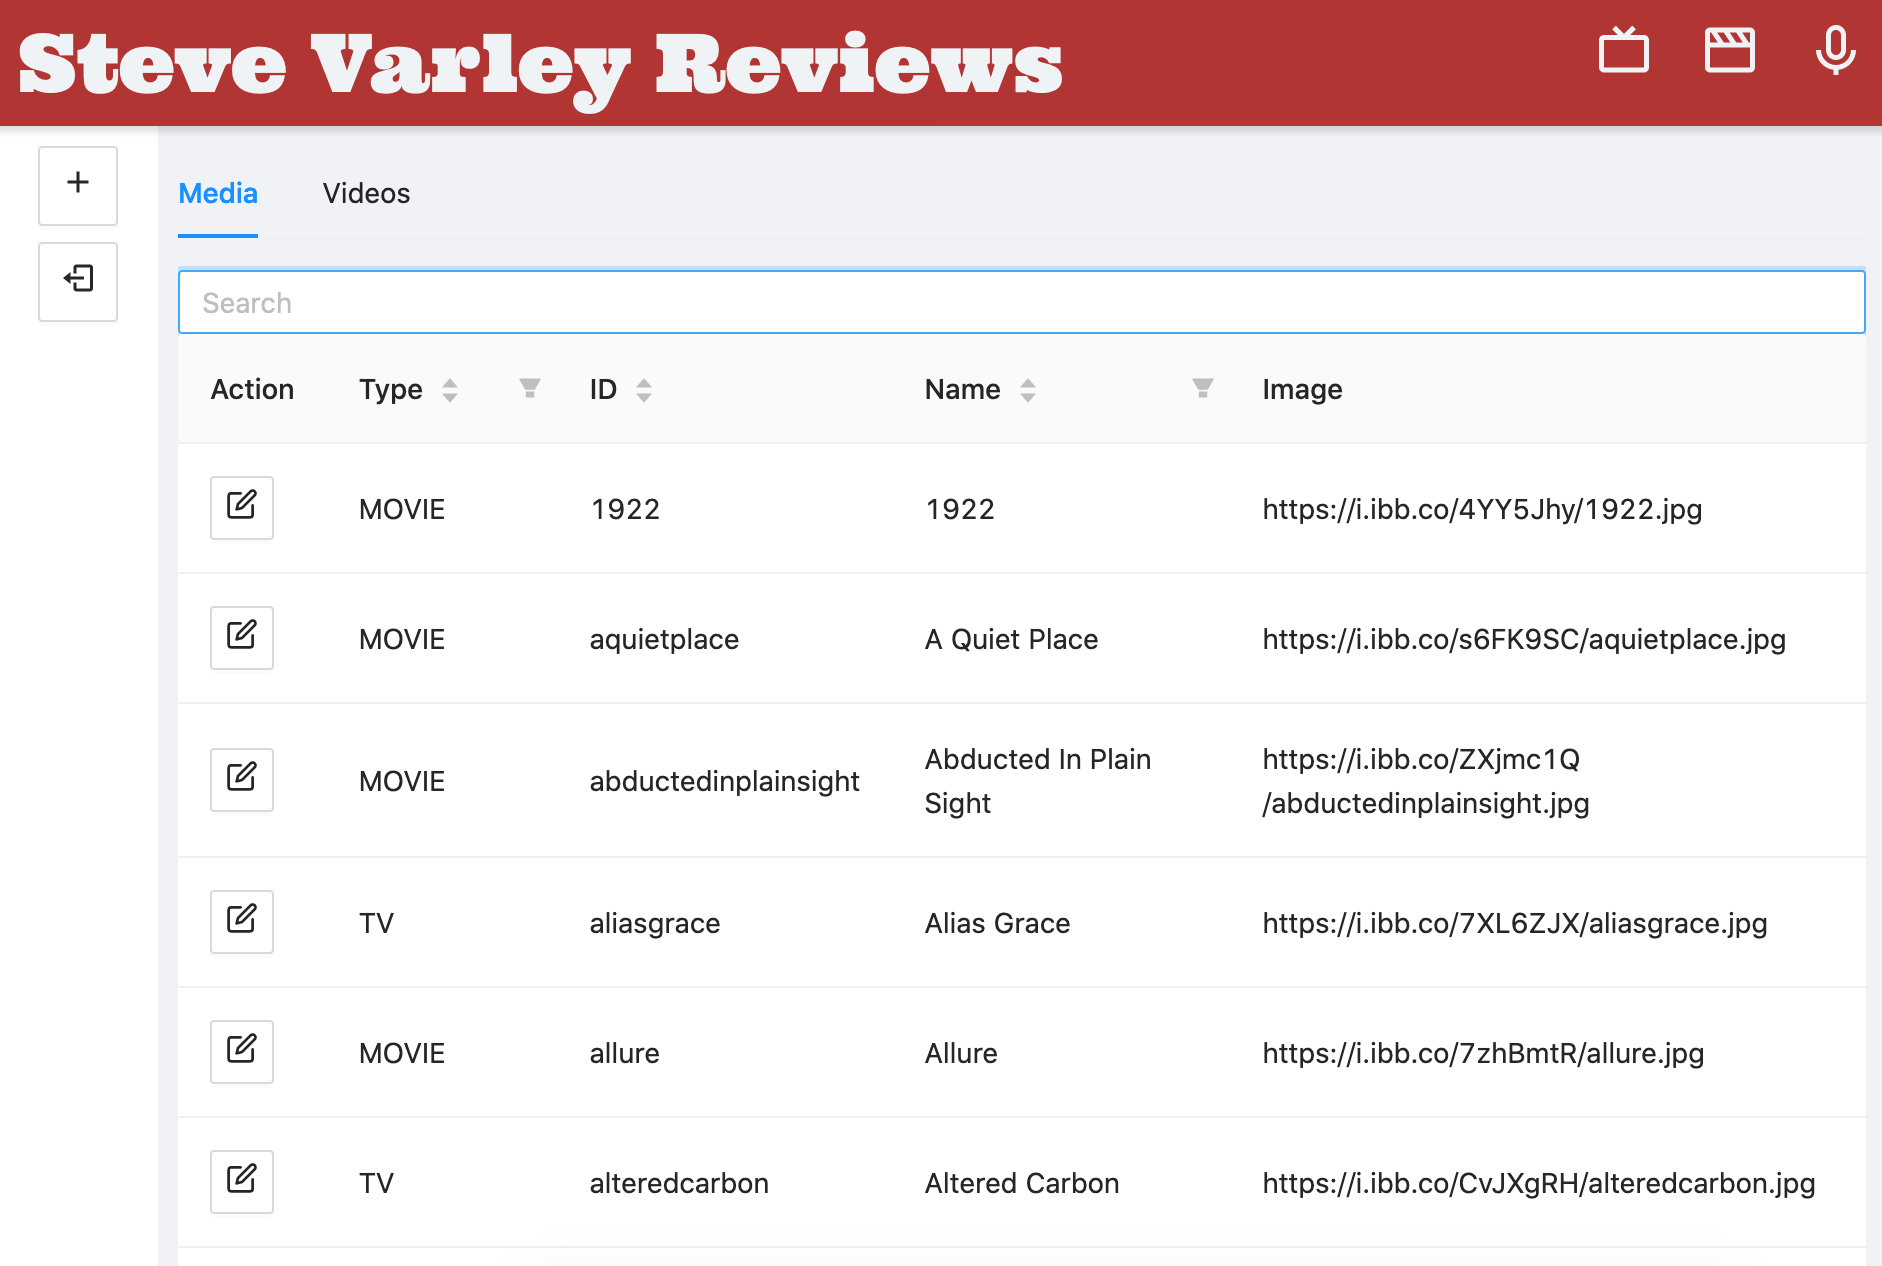 Steve Varley Reviews
Media Videos
Search
Action Type ID Name Image
MOVIE 1922 1922 https://i.ibb.co/4YY5Jhy/1922.jpg
MOVIE aquietplace A Quiet Place https://i.ibb.co/s6FK9SC/aquietplace.jpg
MOVIE abductedinplainsight Abducted In Plain Sight https://i.ibb.co/ZXjmc1Q
/abductedinplainsight.jpg
TV aliasgrace Alias Grace https://i.ibb.co/7XL6ZJX/aliasgrace.jpg
MOVIE allure Allure https://i.ibb.co/7zhBmtR/allure.jpg
TV alteredcarbon Altered Carbon https://i.ibb.co/CvJXgRH/alteredcarbon.jpg